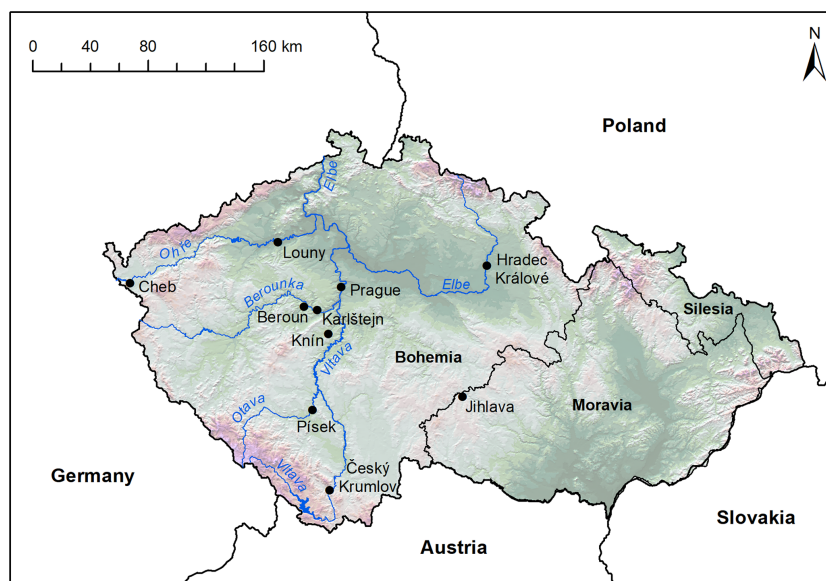 0 40 80 160 km
N
Poland
Elbe
Ohře
Louny
Hradec
Králové
Cheb
Berounka
Prague
Elbe
Beroun
Karlštejn
Silesia
Knín
Vltava
Bohemia
Otava
Jihlava
Moravia
Písek
Vltava
Český
Krumlov
Germany
Slovakia
Austria